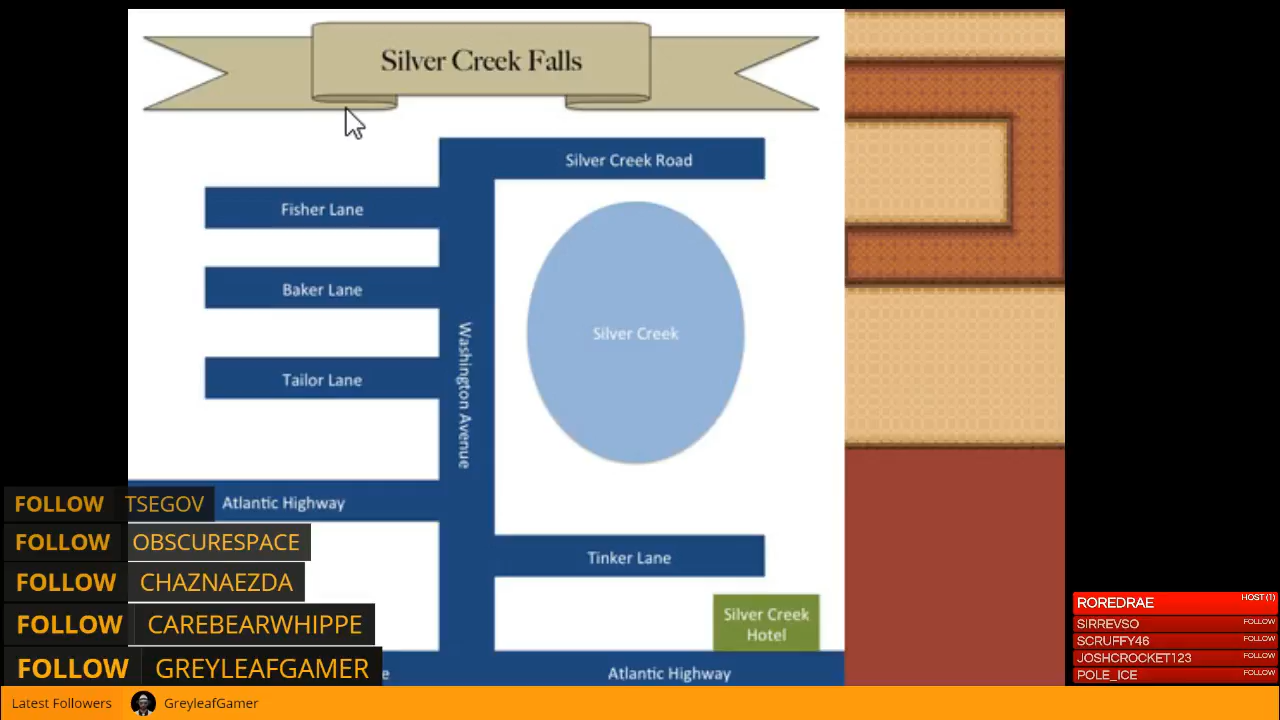 Silver Creek Falls
Silver Creek Road
Fisher Lane
Baker Lane
Silver Creek
Washington Avenue
Tailor Lane
Atlantic Highway
Tinker Lane
Silver Creek
Hotel
Atlantic Highway
FOLLOW TSEGOV
FOLLOW OBSCURESPACE
FOLLOW CHAZNAEZDA
FOLLOW CAREBEARWHIPPE
FOLLOW GREYLEAFGAMER
e
ROREDRAE HOST (1)
SIRREVSO FOLLOW
SCRUFFY46 FOLLOW
JOSHCROCKET123 FOLLOW
POLE_ICE FOLLOW
Latest Followers GreyleafGamer